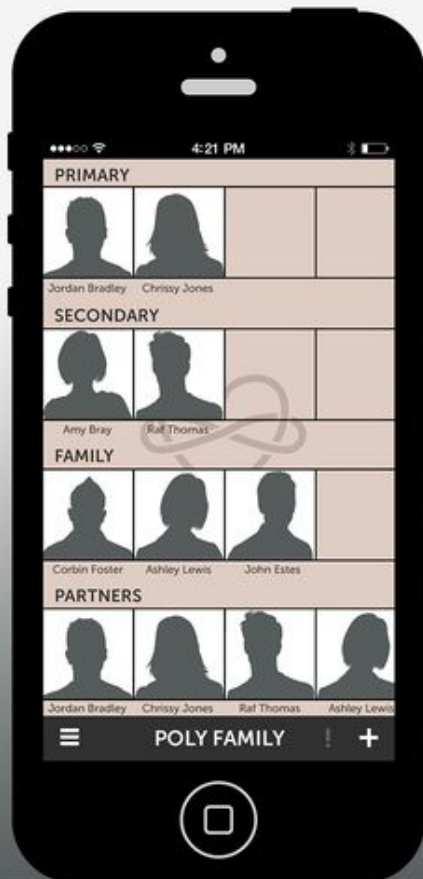 4:21 PM
PRIMARY
Jordan Bradley Chrissy Jones
SECONDARY
Amy Bray Raf Thomas
FAMILY
Corbin Foster Ashley Lewis John Estes
PARTNERS
Jordan Bradley Chrissy Jones Raf Thomas Ashley Lewis
POLY FAMILY